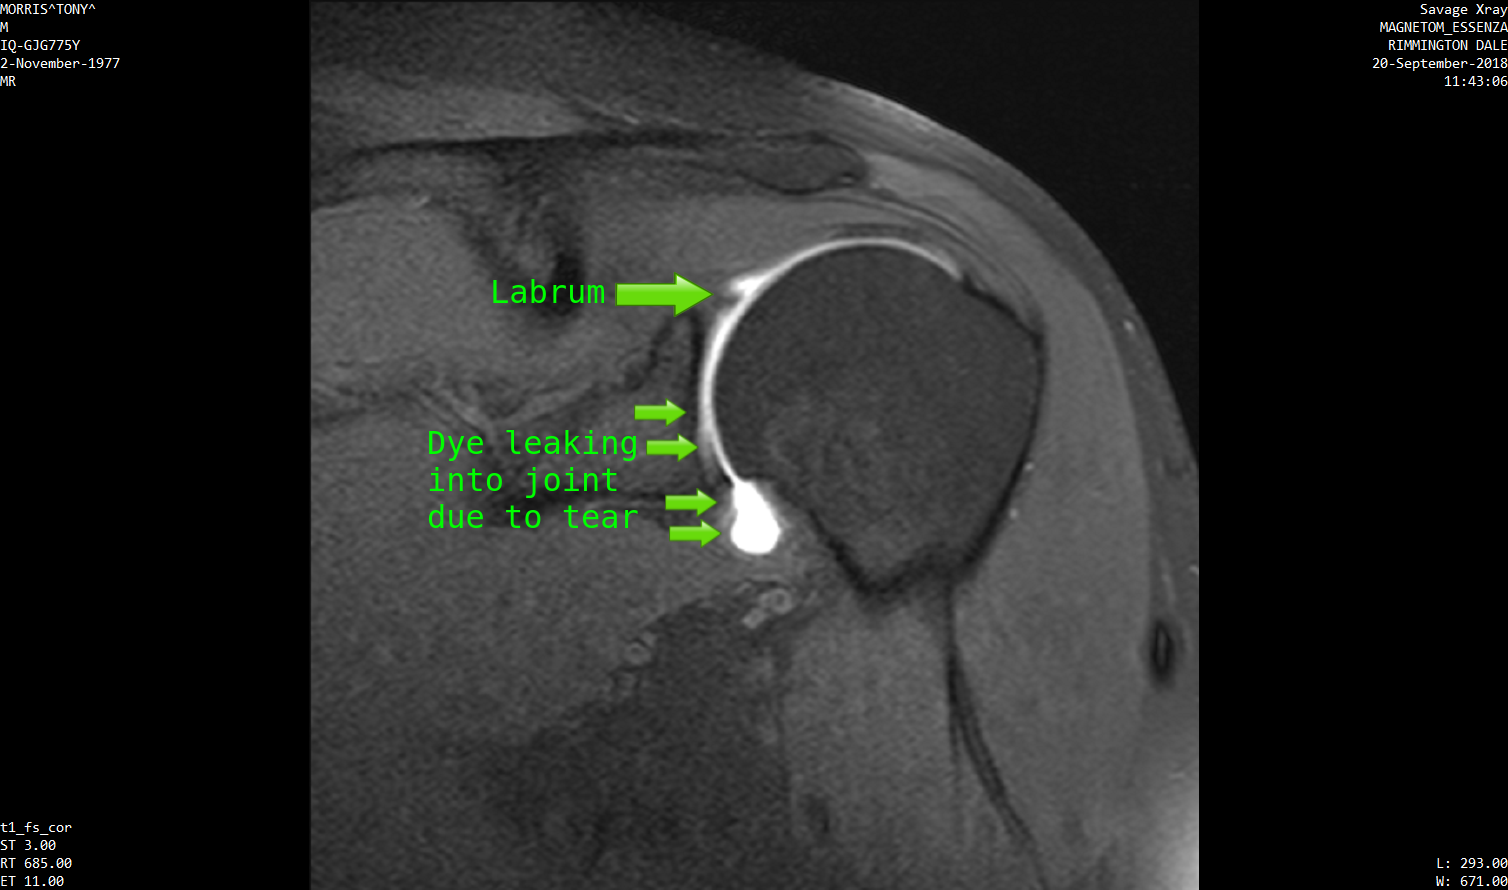 MORRIS^TONY^
M
IQ-GJG775Y
2-November-1977
MR
Savage Xray
MAGNETOM_ESSENZA
RIMMINGTON DALE
20-September-2018
11:43:06
Labrum
Dye leaking
into joint
due to tear
t1_fs_cor
ST 3.00
RT 685.00
ET 11.00
L: 293.00
W: 671.00